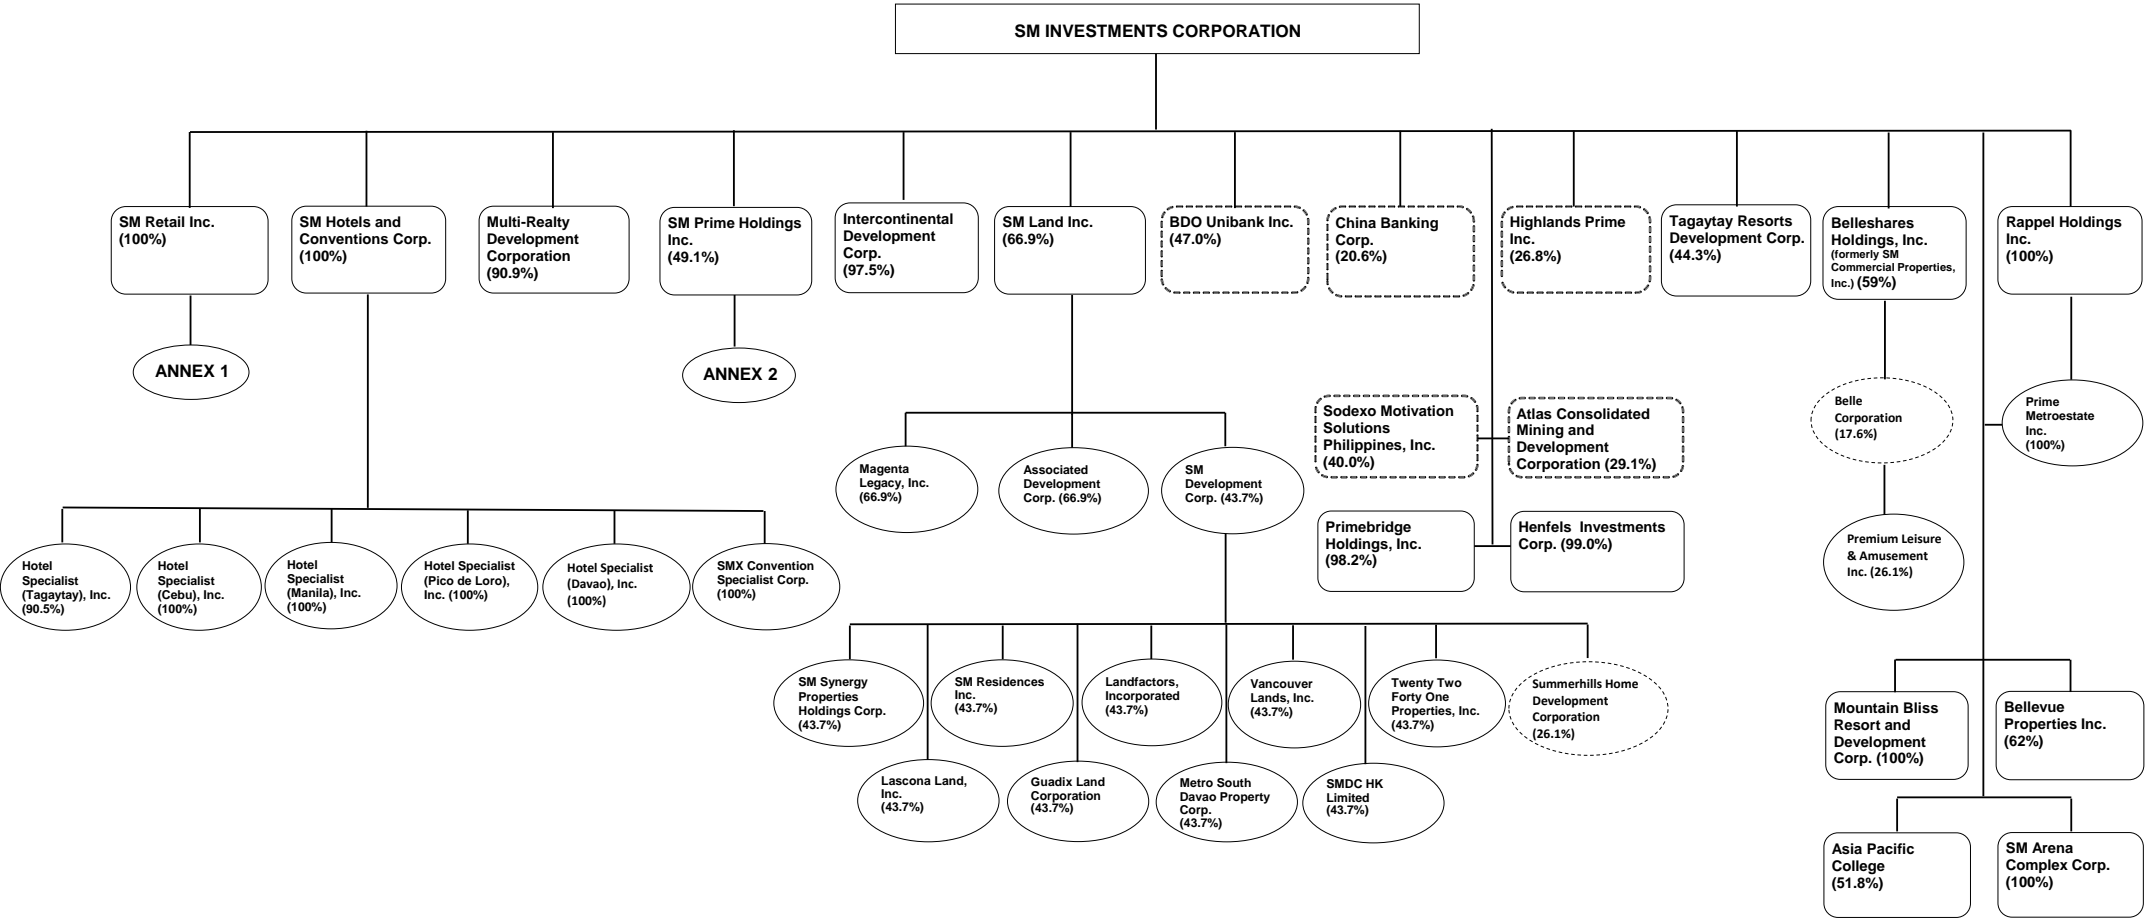 SM INVESTMENTS CORPORATION
SM Retail Inc.
(100%)
SM Hotels and
Conventions Corp.
(100%)
Multi-Realty
Development
Corporation
(90.9%)
SM Prime Holdings
Inc.
(49.1%)
Intercontinental
Development
Corp.
(97.5%)
SM Land Inc.
(66.9%)
BDO Unibank Inc.
(47.0%)
China Banking
Corp.
(20.6%)
Highlands Prime
Inc.
(26.8%)
Tagaytay Resorts
Development Corp.
(44.3%)
Belleshares
Holdings, Inc.
(formerly SM
Commercial Properties,
Inc.) (59%)
Rappel Holdings
Inc.
(100%)
ANNEX 1
ANNEX 2
Sodexo Motivation
Solutions
Philippines, Inc.
(40.0%)
Atlas Consolidated
Mining and
Development
Corporation (29.1%)
Belle
Corporation
(17.6%)
Prime
Metroestate
Inc.
(100%)
Magenta
Legacy, Inc.
(66.9%)
Associated
Development
Corp. (66.9%)
SM
Development
Corp. (43.7%)
Primebridge
Holdings, Inc.
(98.2%)
Henfels Investments
Corp. (99.0%)
Premium Leisure
& Amusement
Inc. (26.1%)
Hotel
Specialist
(Tagaytay), Inc.
(90.5%)
Hotel
Specialist
(Cebu), Inc.
(100%)
Hotel
Specialist
(Manila), Inc.
(100%)
Hotel Specialist
(Pico de Loro),
Inc. (100%)
Hotel Specialist
(Davao), Inc.
(100%)
SMX Convention
Specialist Corp.
(100%)
SM Synergy
Properties
Holdings Corp.
(43.7%)
SM Residences
Inc.
(43.7%)
Landfactors,
Incorporated
(43.7%)
Vancouver
Lands, Inc.
(43.7%)
Twenty Two
Forty One
Properties, Inc.
(43.7%)
Summerhills Home
Development
Corporation
(26.1%)
Mountain Bliss
Resort and
Development
Corp. (100%)
Bellevue
Properties Inc.
(62%)
Lascona Land,
Inc.
(43.7%)
Guadix Land
Corporation
(43.7%)
Metro South
Davao Property
Corp.
(43.7%)
SMDC HK
Limited
(43.7%)
Asia Pacific
College
(51.8%)
SM Arena
Complex Corp.
(100%)